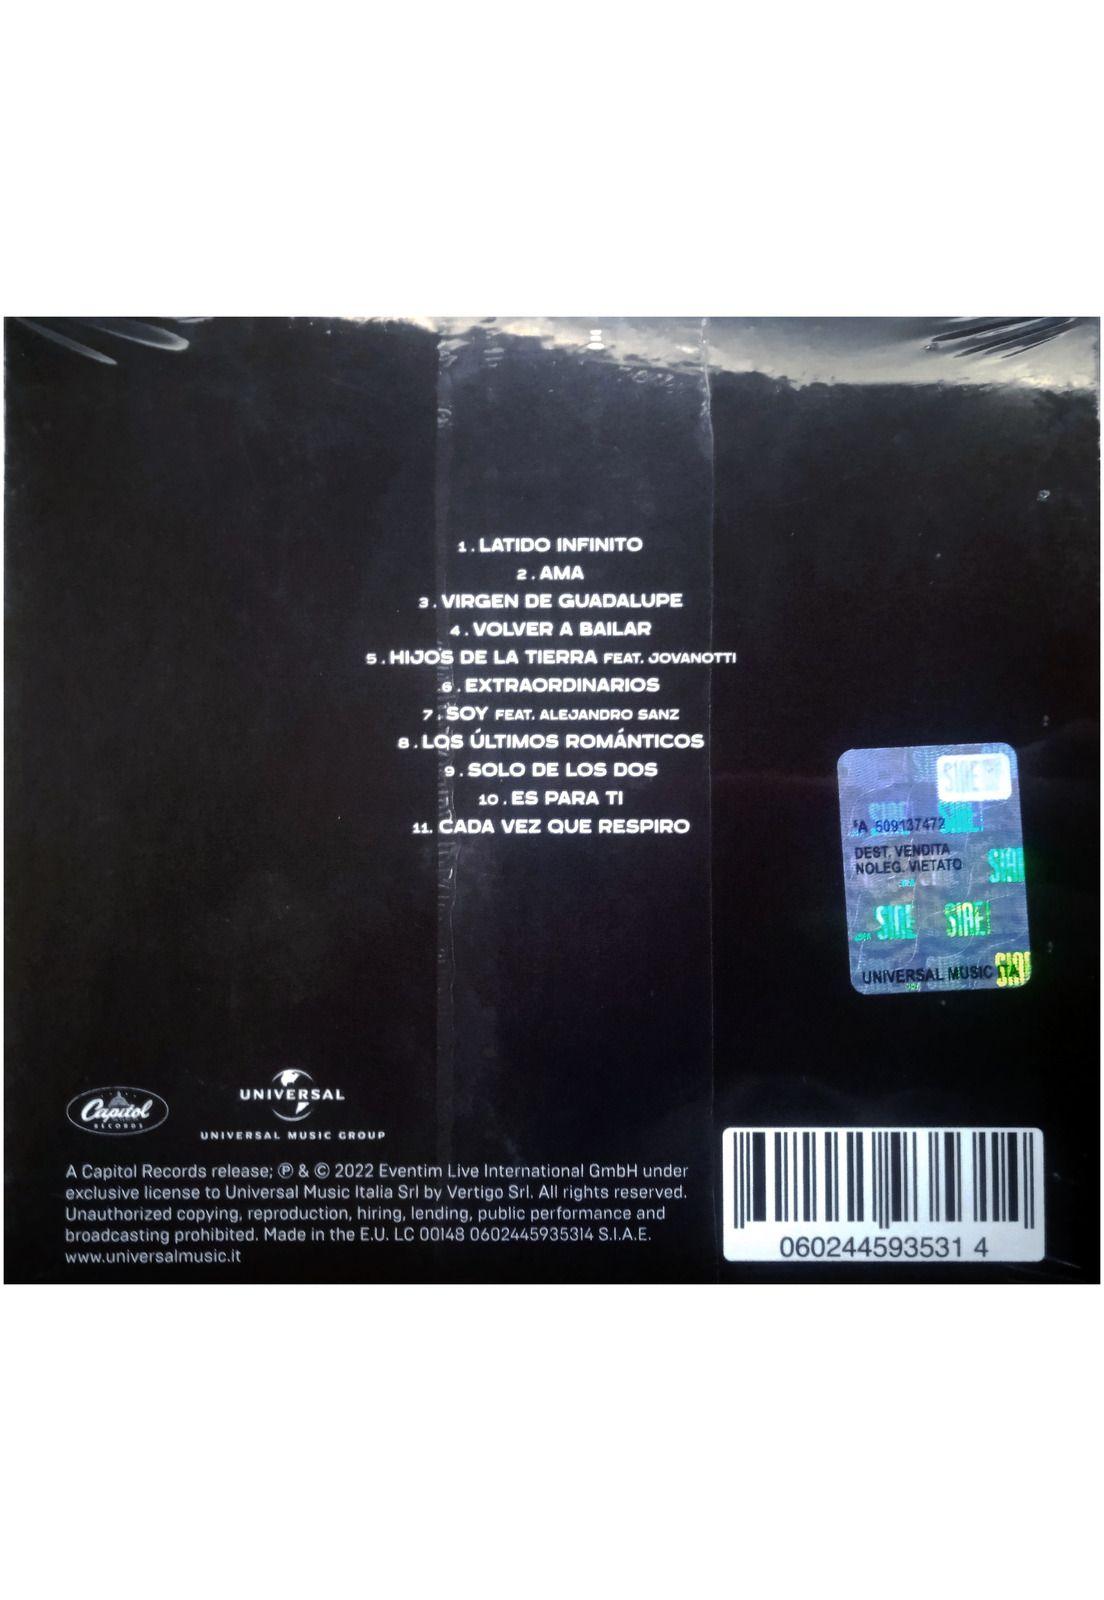 1. LATIDO INFINITO
2. AMA
3. VIRGEN DE GUADALUPE
4. VOLVER A BAILAR
5. HIJOS DE LA TIERRA FEAT. JOVANOTTI
6. EXTRAORDINARIOS
7. SOY FEAT. ALEJANDRO SANZ
8. LOS ÚLTIMOS ROMÁNTICOS
9. SOLO DE LOS DOS
10. ES PARA TI
11. CADA VEZ QUE RESPIRO
SIAE
A 509137472
DEST. VENDITA
NOLEG. VIETATO
SIAE SIAE
UNIVERSAL MUSIC ITA
Capitol
RECORDS
UNIVERSAL
UNIVERSAL MUSIC GROUP
A Capitol Records release; ℗ & © 2022 Eventim Live International GmbH under
exclusive license to Universal Music Italia Srl by Vertigo Srl. All rights reserved.
Unauthorized copying, reproduction, hiring, lending, public performance and
broadcasting prohibited. Made in the E.U. LC 00148 0602445935314 S.I.A.E.
www.universalmusic.it
060244593531 4